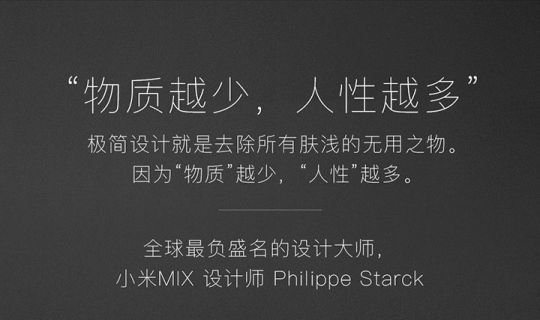 “物质越少，人性越多”
极简设计就是去除所有肤浅的无用之物。
因为“物质”越少，“人性”越多。
全球最负盛名的设计大师，
小米MIX 设计师 Philippe Starck